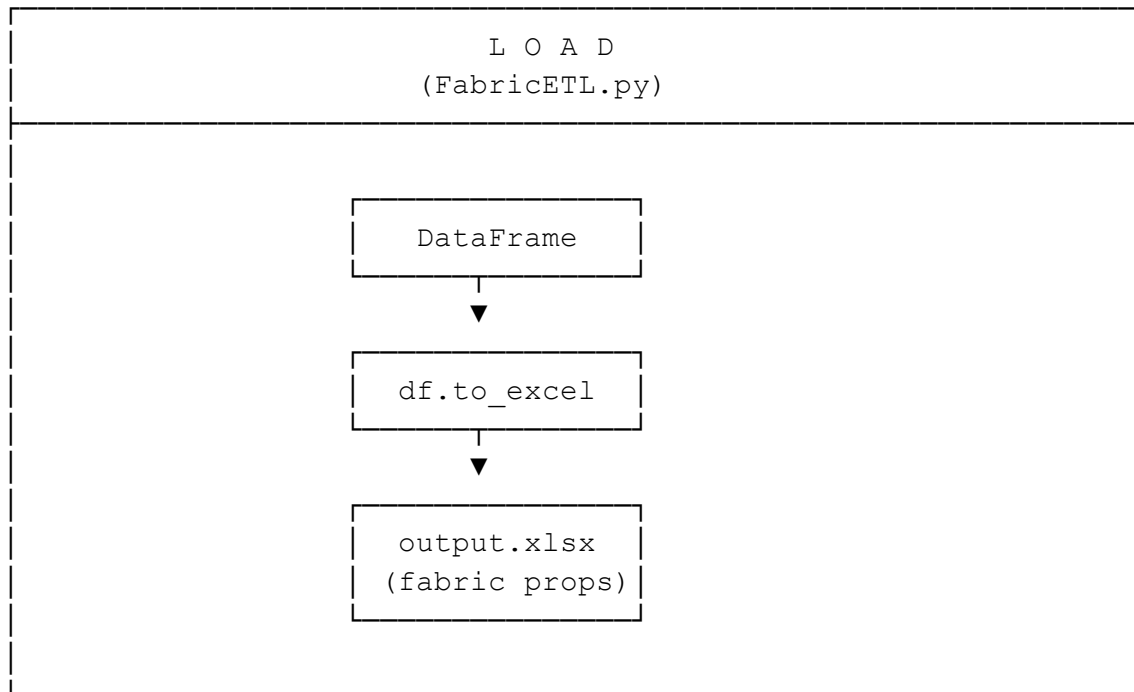 L O A D
(FabricETL.py)
DataFrame
df.to_excel
output.xlsx
(fabric props)